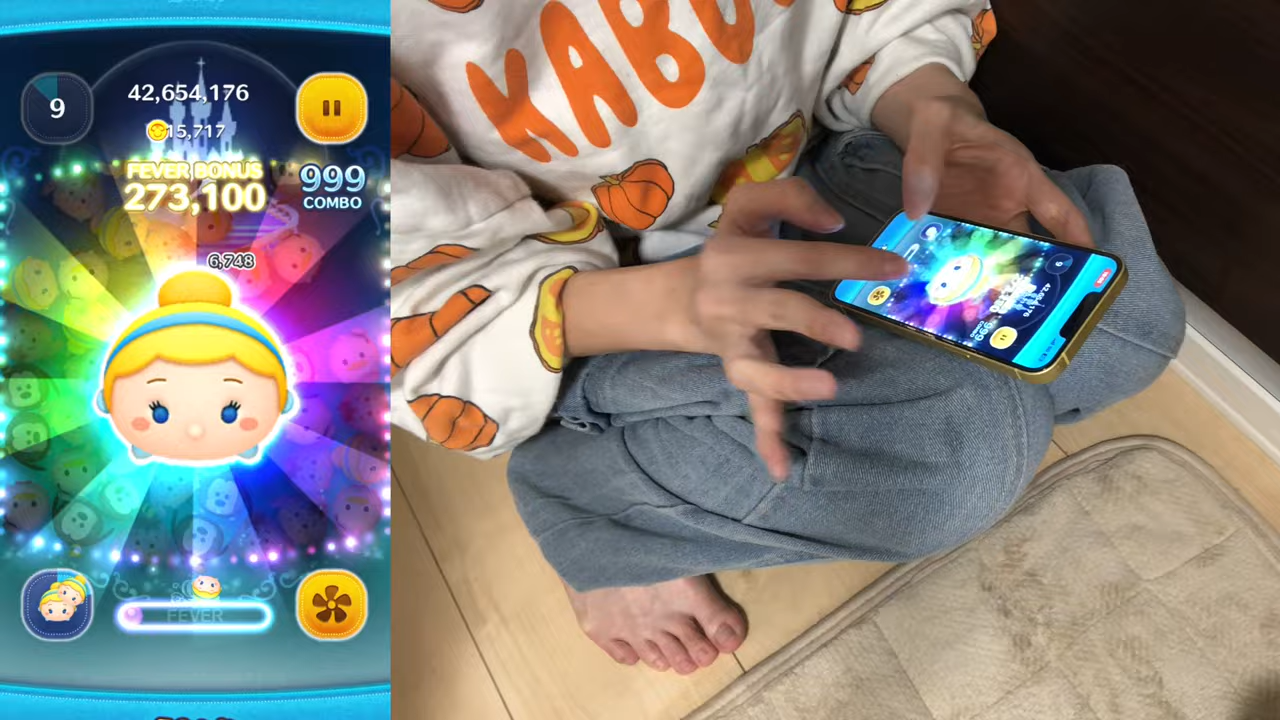 9
42,654,176
15,717
FEVER BONUS
273,100
999
COMBO
6,748
FEVER
KABO